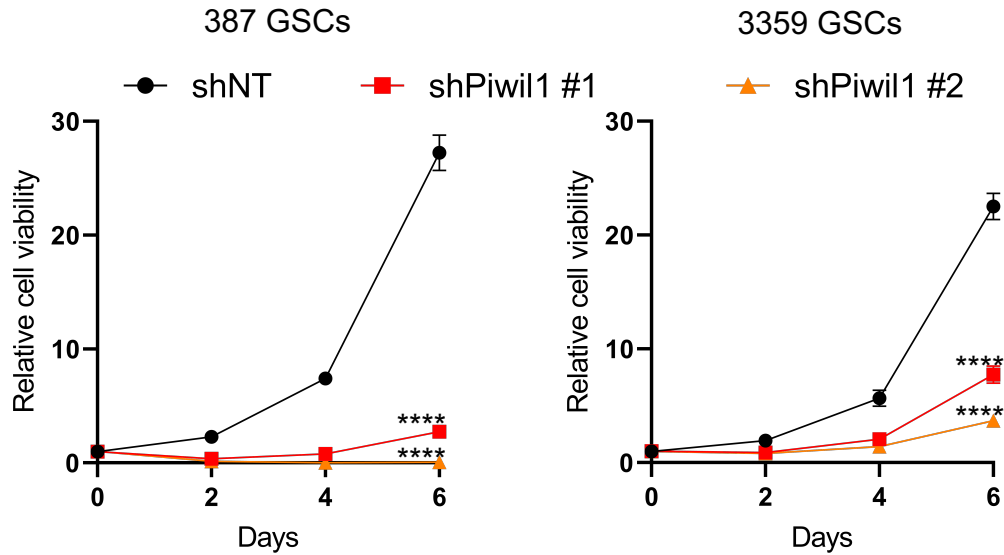 387 GSCs
3359 GSCs
shNT
shPiwil1 #1
shPiwil1 #2
Relative cell viability
30
20
10
0
0
2
4
6
Days
****
****
Relative cell viability
30
20
10
0
0
2
4
6
Days
****
****